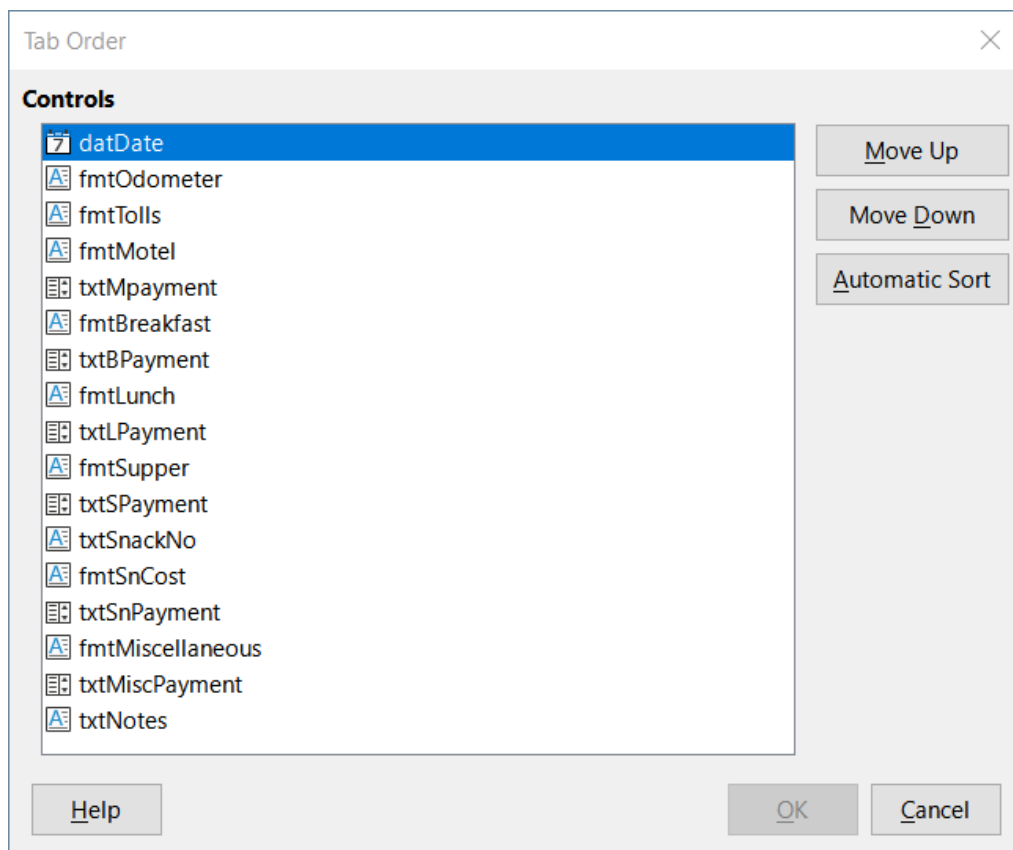 Tab Order
Controls
7 datDate
A fmtOdometer
A fmtTolls
A fmtMotel
txtMpayment
A fmtBreakfast
txtBPayment
A fmtLunch
txtLPayment
A fmtSupper
txtSPayment
A txtSnackNo
A fmtSnCost
txtSnPayment
A fmtMiscellaneous
txtMiscPayment
A txtNotes
Move Up
Move Down
Automatic Sort
Help
OK
Cancel